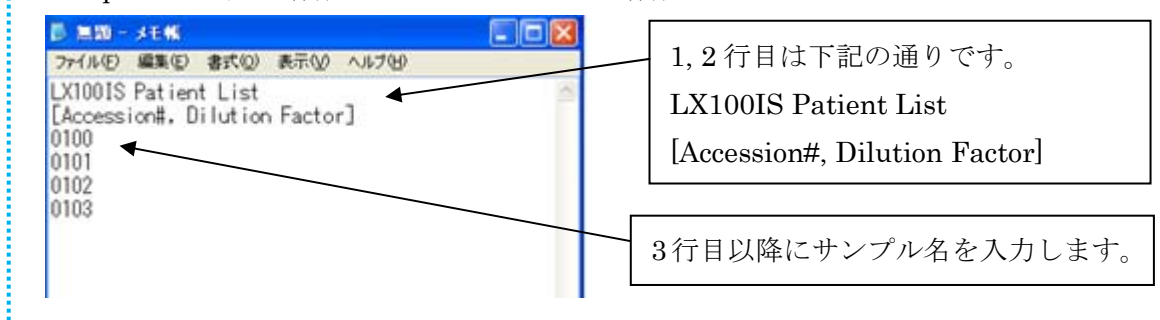 無題 - メモ帳
ファイル(F) 編集(E) 書式(O) 表示(V) ヘルプ(H)
LX100IS Patient List
[Accession#, Dilution Factor]
0100
0101
0102
0103
1, 2 行目は下記の通りです。
LX100IS Patient List
[Accession#, Dilution Factor]
3 行目以降にサンプル名を入力します。